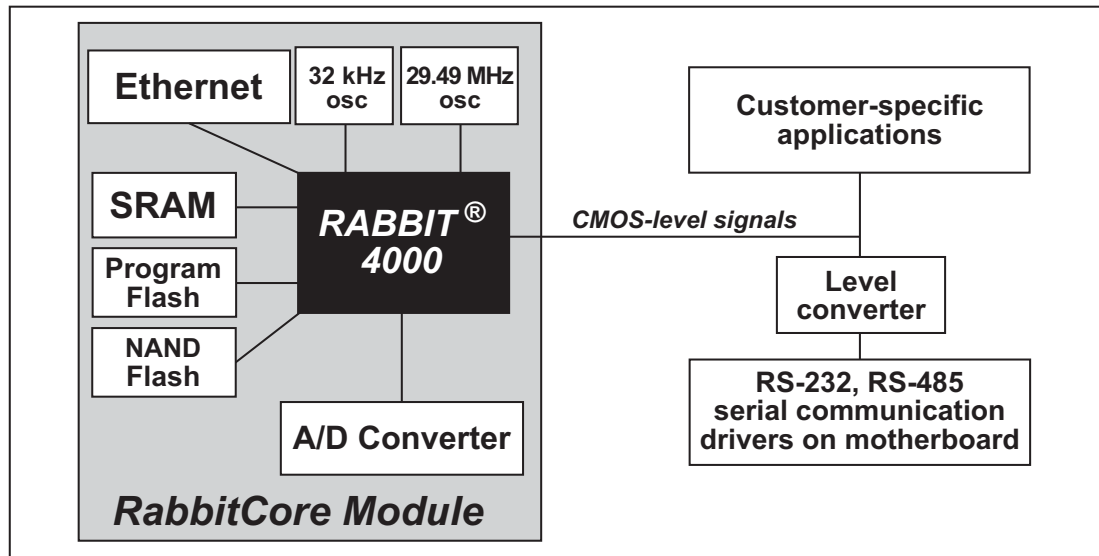 Ethernet
32 kHz
osc
29.49 MHz
osc
SRAM
Program
Flash
NAND
Flash
RABBIT ®
4000
A/D Converter
RabbitCore Module
CMOS-level signals
Customer-specific
applications
Level
converter
RS-232, RS-485
serial communication
drivers on motherboard